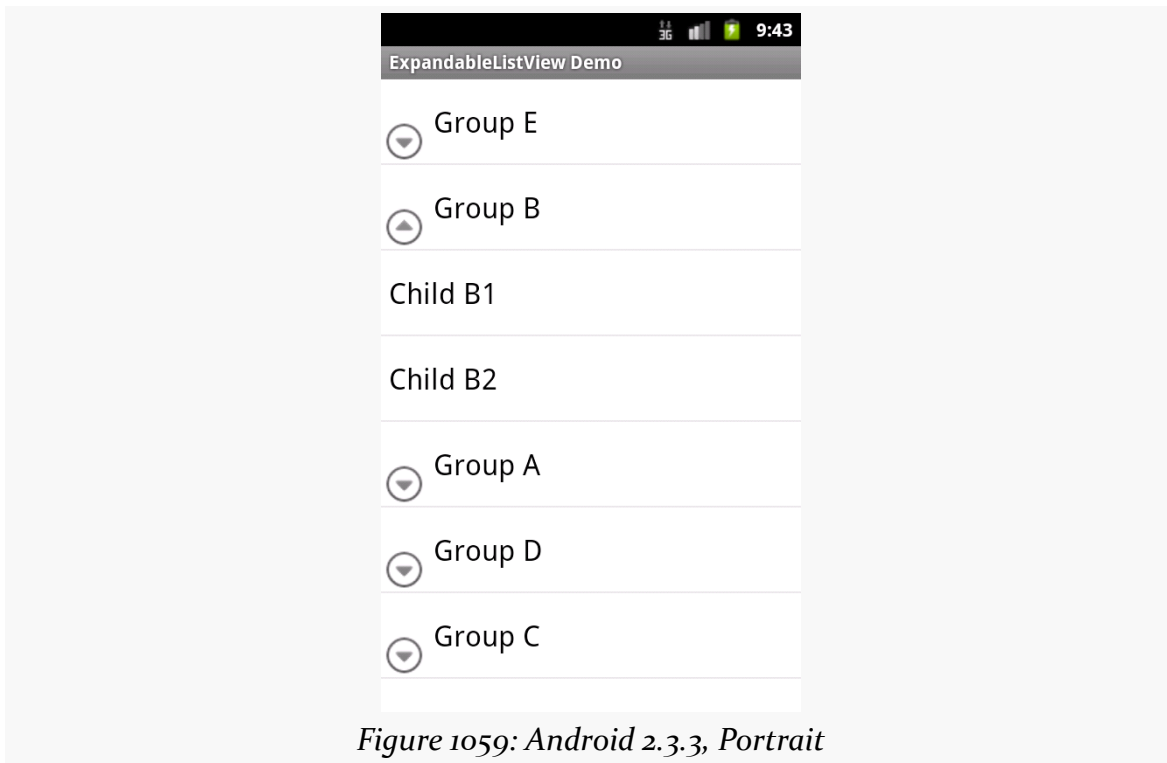 3G 9:43
ExpandableListView Demo
Group E
Group B
Child B1
Child B2
Group A
Group D
Group C
Figure 1059: Android 2.3.3, Portrait